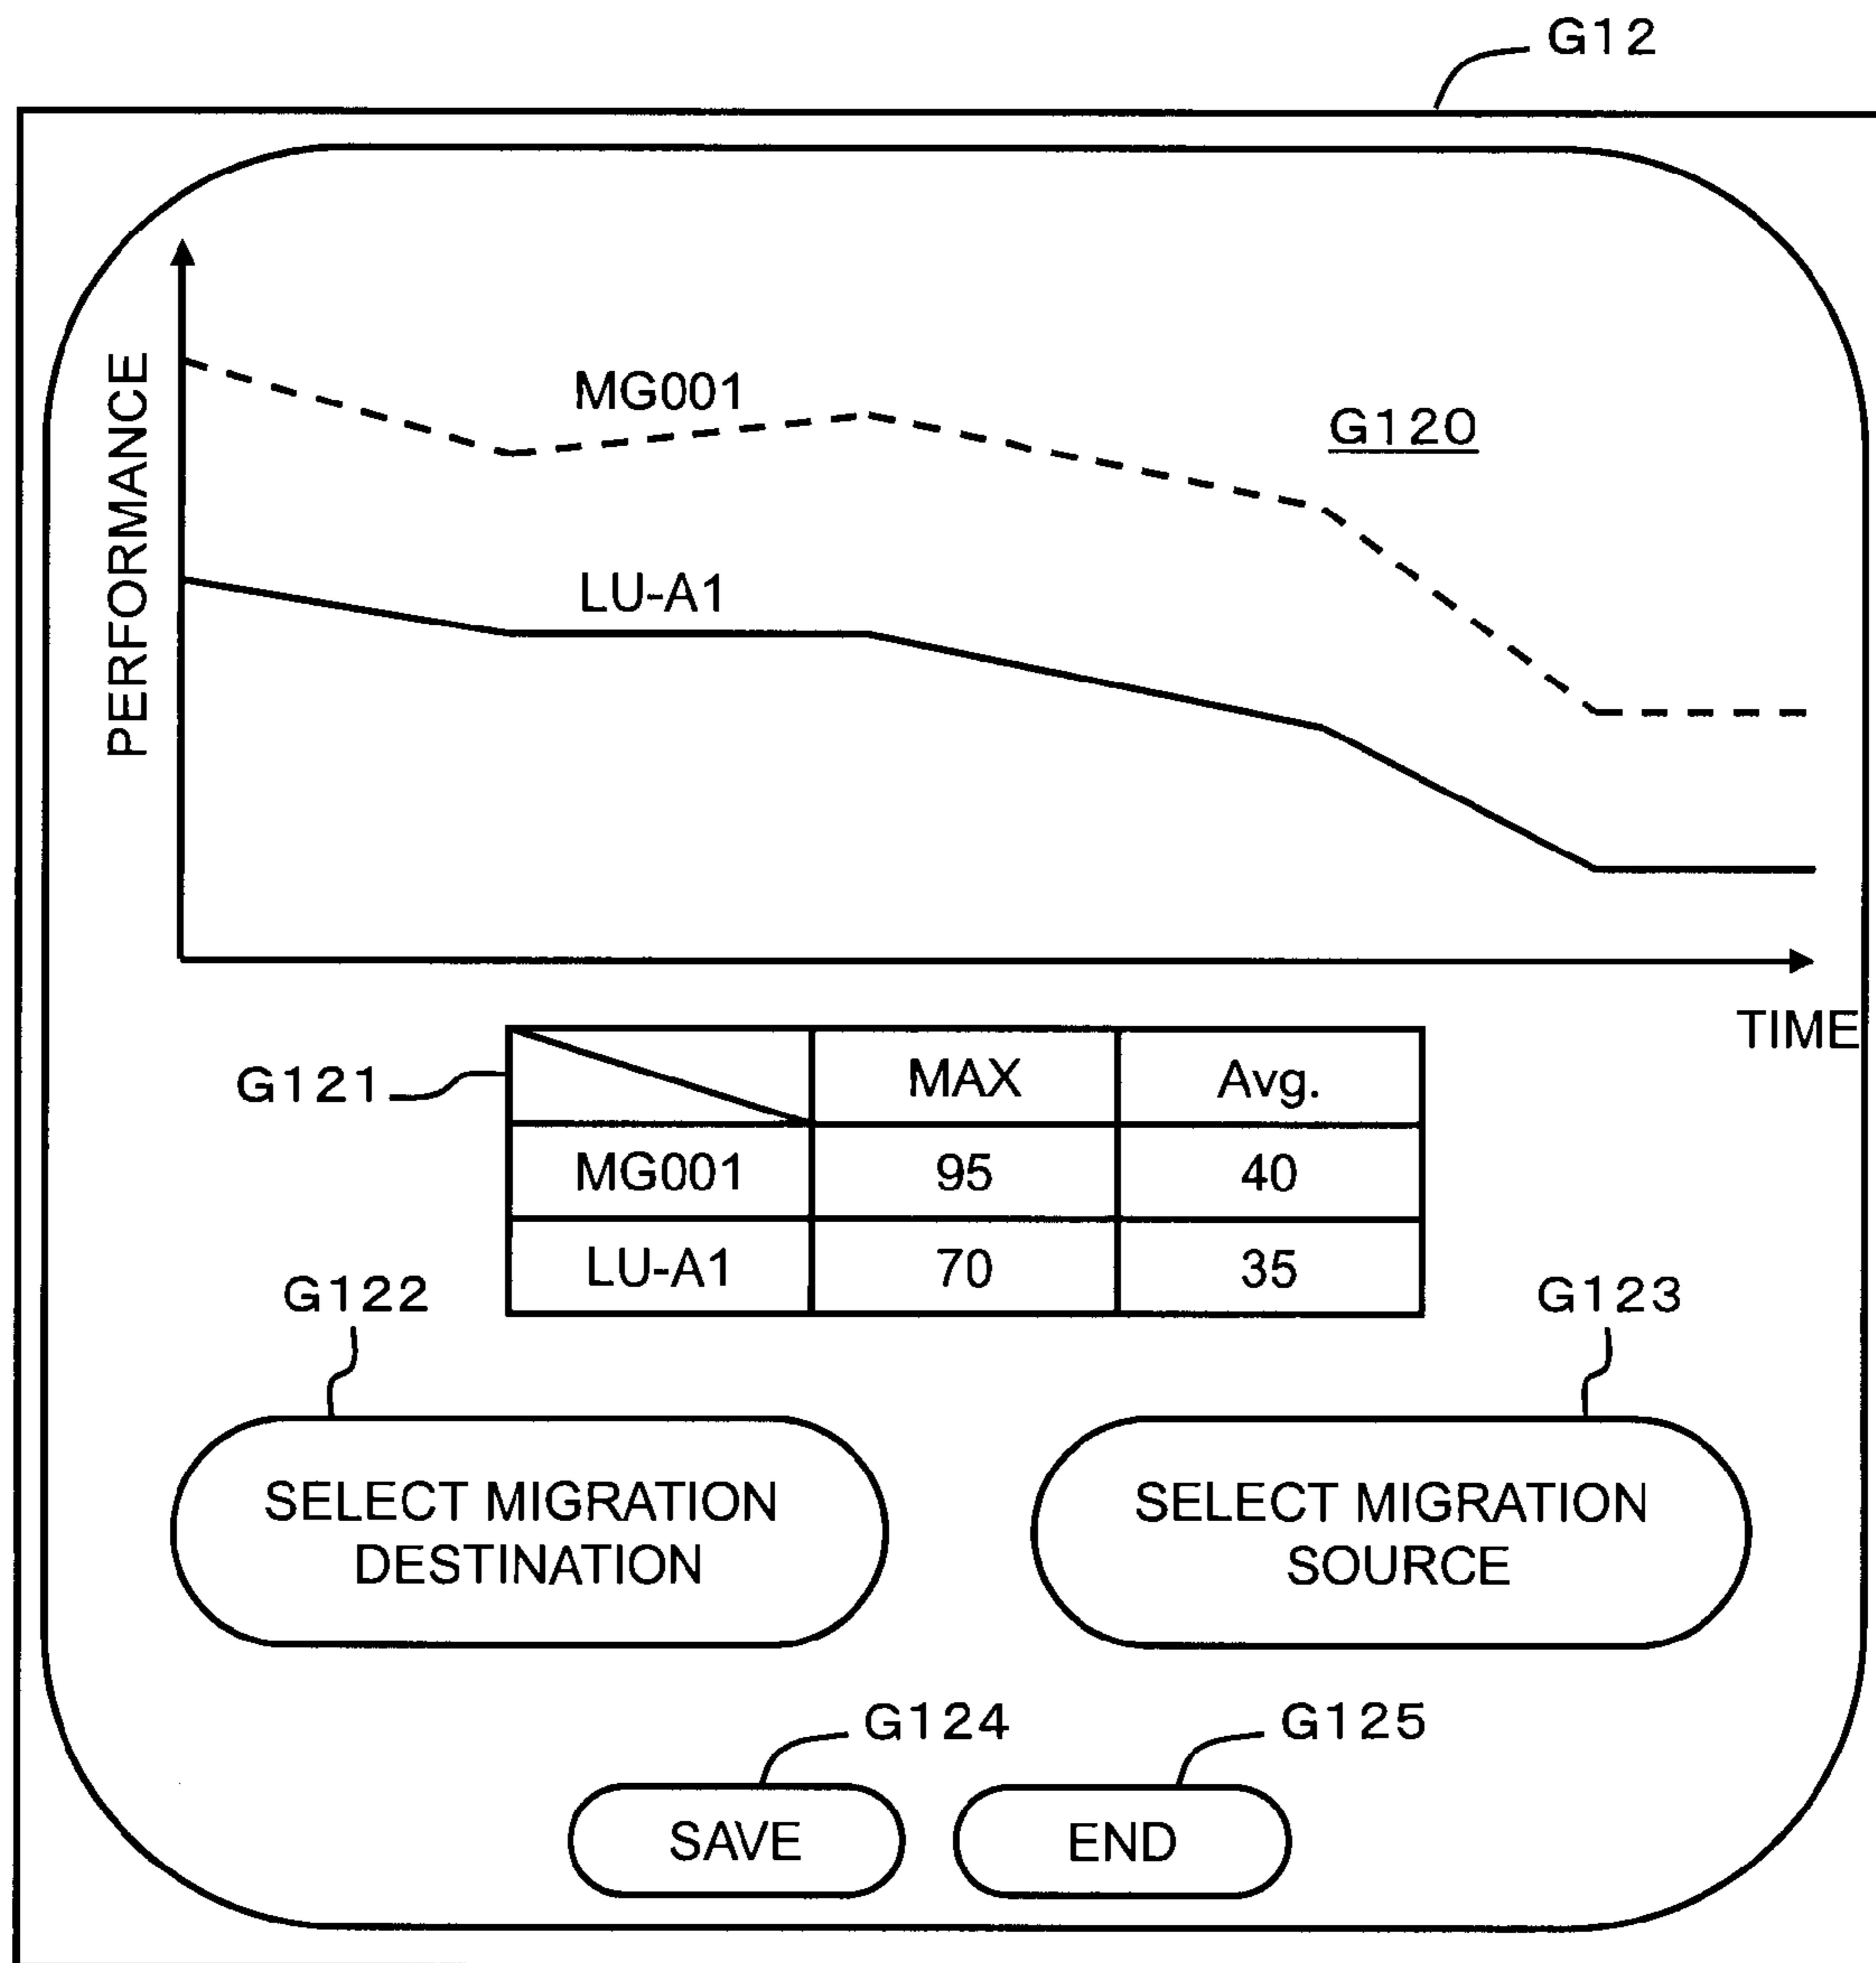 G12
PERFORMANCE
MG001
G120
LU-A1
TIME
G121
MAX Avg.
MG001 95 40
LU-A1 70 35
G122
G123
SELECT MIGRATION
DESTINATION
SELECT MIGRATION
SOURCE
G124
G125
SAVE
END